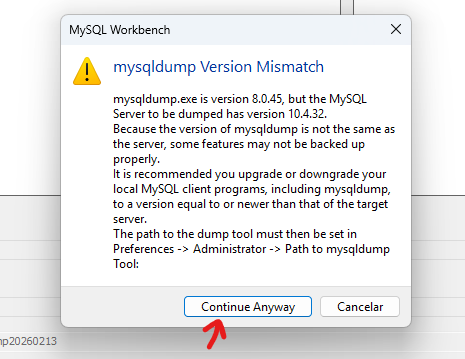 MySQL Workbench
mysqldump Version Mismatch
mysqldump.exe is version 8.0.45, but the MySQL
Server to be dumped has version 10.4.32.
Because the version of mysqldump is not the same as
the server, some features may not be backed up
properly.
It is recommended you upgrade or downgrade your
local MySQL client programs, including mysqldump,
to a version equal to or newer than that of the target
server.
The path to the dump tool must then be set in
Preferences -> Administrator -> Path to mysqldump
Tool:
Continue Anyway Cancelar
mp20260213